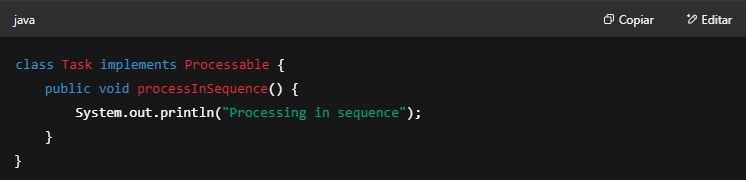 java Copiar Editar
class Task implements Processable {
    public void processInSequence() {
        System.out.println("Processing in sequence");
    }
}